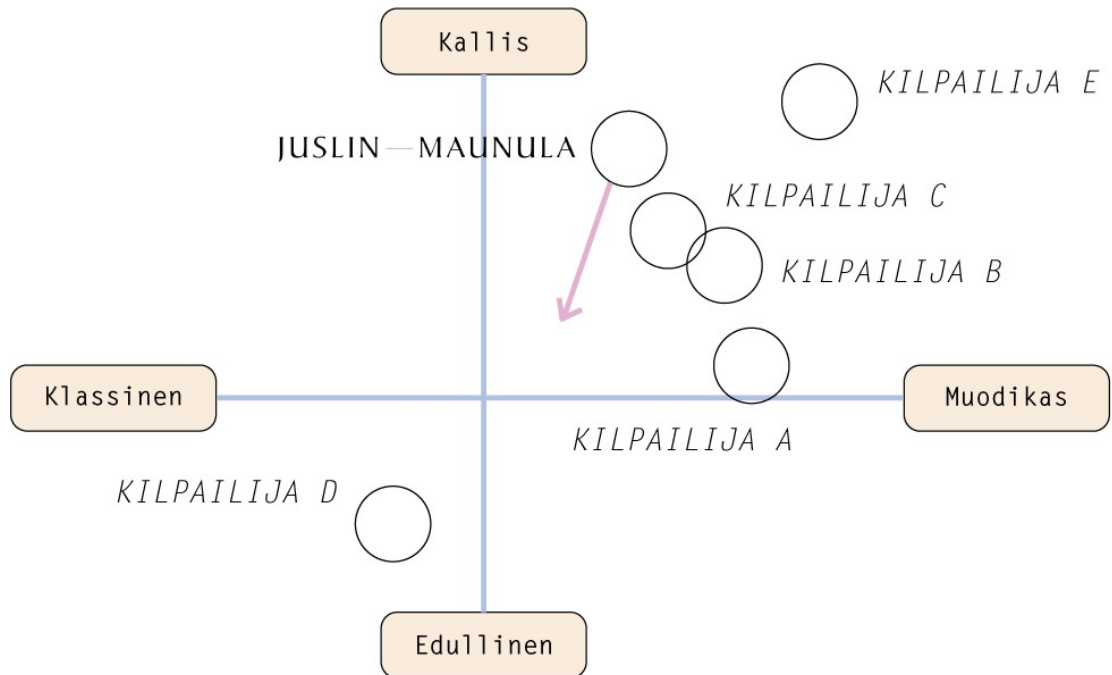 Kallis
KILPAILIJA E
JUSLIN—MAUNULA
KILPAILIJA C
KILPAILIJA B
Klassinen
Muodikas
KILPAILIJA A
KILPAILIJA D
Edullinen